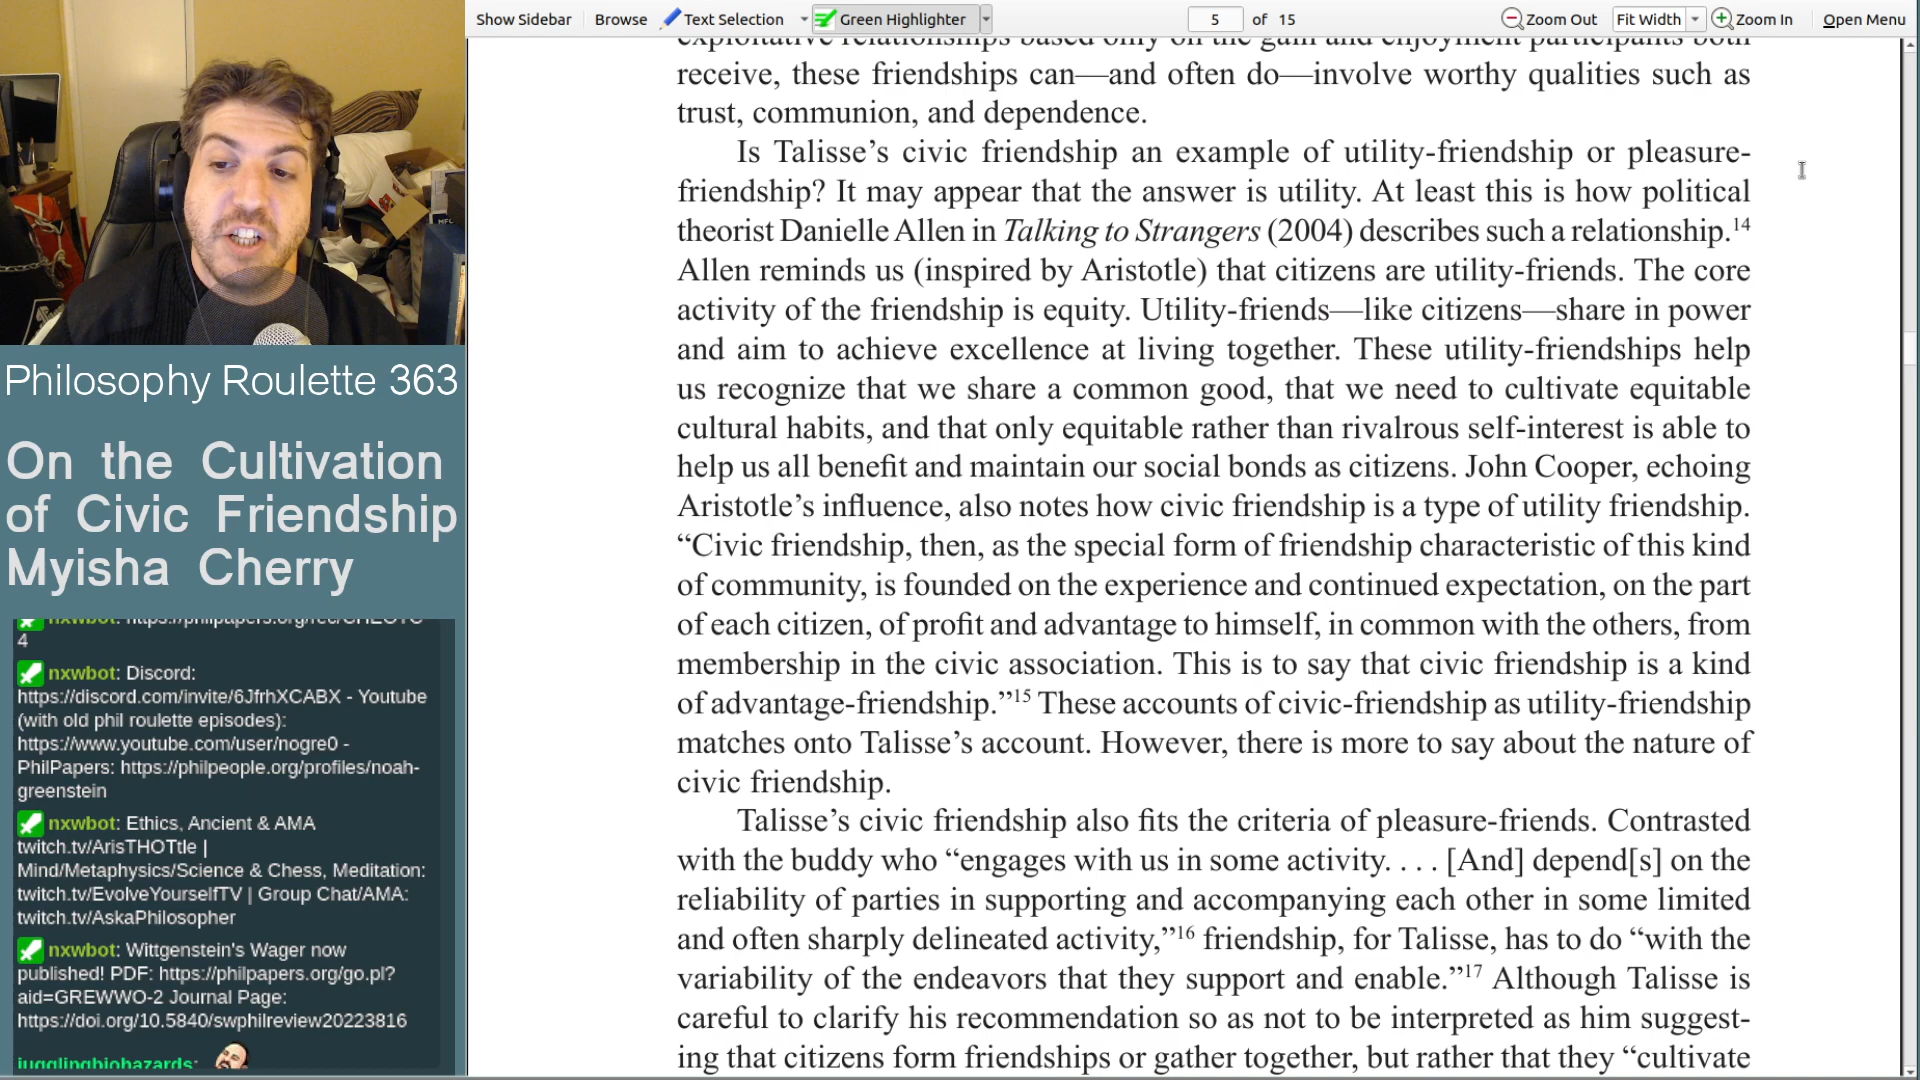 Show Sidebar Browse Text Selection Green Highlighter 5 of 15 Zoom Out Fit Width Zoom In Open Menu
exploitative relationships based only on the gain and enjoyment participants both
receive, these friendships can—and often do—involve worthy qualities such as
trust, communion, and dependence.
Is Talisse’s civic friendship an example of utility-friendship or pleasure-
friendship? It may appear that the answer is utility. At least this is how political
theorist Danielle Allen in Talking to Strangers (2004) describes such a relationship.14
Allen reminds us (inspired by Aristotle) that citizens are utility-friends. The core
activity of the friendship is equity. Utility-friends—like citizens—share in power
and aim to achieve excellence at living together. These utility-friendships help
us recognize that we share a common good, that we need to cultivate equitable
cultural habits, and that only equitable rather than rivalrous self-interest is able to
help us all benefit and maintain our social bonds as citizens. John Cooper, echoing
Aristotle’s influence, also notes how civic friendship is a type of utility friendship.
“Civic friendship, then, as the special form of friendship characteristic of this kind
of community, is founded on the experience and continued expectation, on the part
of each citizen, of profit and advantage to himself, in common with the others, from
membership in the civic association. This is to say that civic friendship is a kind
of advantage-friendship.”15 These accounts of civic-friendship as utility-friendship
matches onto Talisse’s account. However, there is more to say about the nature of
civic friendship.
Talisse’s civic friendship also fits the criteria of pleasure-friends. Contrasted
with the buddy who “engages with us in some activity. . . . [And] depend[s] on the
reliability of parties in supporting and accompanying each other in some limited
and often sharply delineated activity,”16 friendship, for Talisse, has to do “with the
variability of the endeavors that they support and enable.”17 Although Talisse is
careful to clarify his recommendation so as not to be interpreted as him suggest-
ing that citizens form friendships or gather together, but rather that they “cultivate
Philosophy Roulette 363
On the Cultivation
of Civic Friendship
Myisha Cherry
nxwbot:
4
nxwbot: Discord:
https://discord.com/invite/6JfrhXCABX - Youtube
(with old phil roulette episodes):
https://www.youtube.com/user/nogre0 -
PhilPapers: https://philpeople.org/profiles/noah-
greenstein
nxwbot: Ethics, Ancient & AMA
twitch.tv/ArisTHOTtle |
Mind/Metaphysics/Science & Chess, Meditation:
twitch.tv/EvolveYourselfTV | Group Chat/AMA:
twitch.tv/AskaPhilosopher
nxwbot: Wittgenstein's Wager now
published! PDF: https://philpapers.org/go.pl?
aid=GREWWO-2 Journal Page:
https://doi.org/10.5840/swphilreview20223816
jugglingbiohazards: